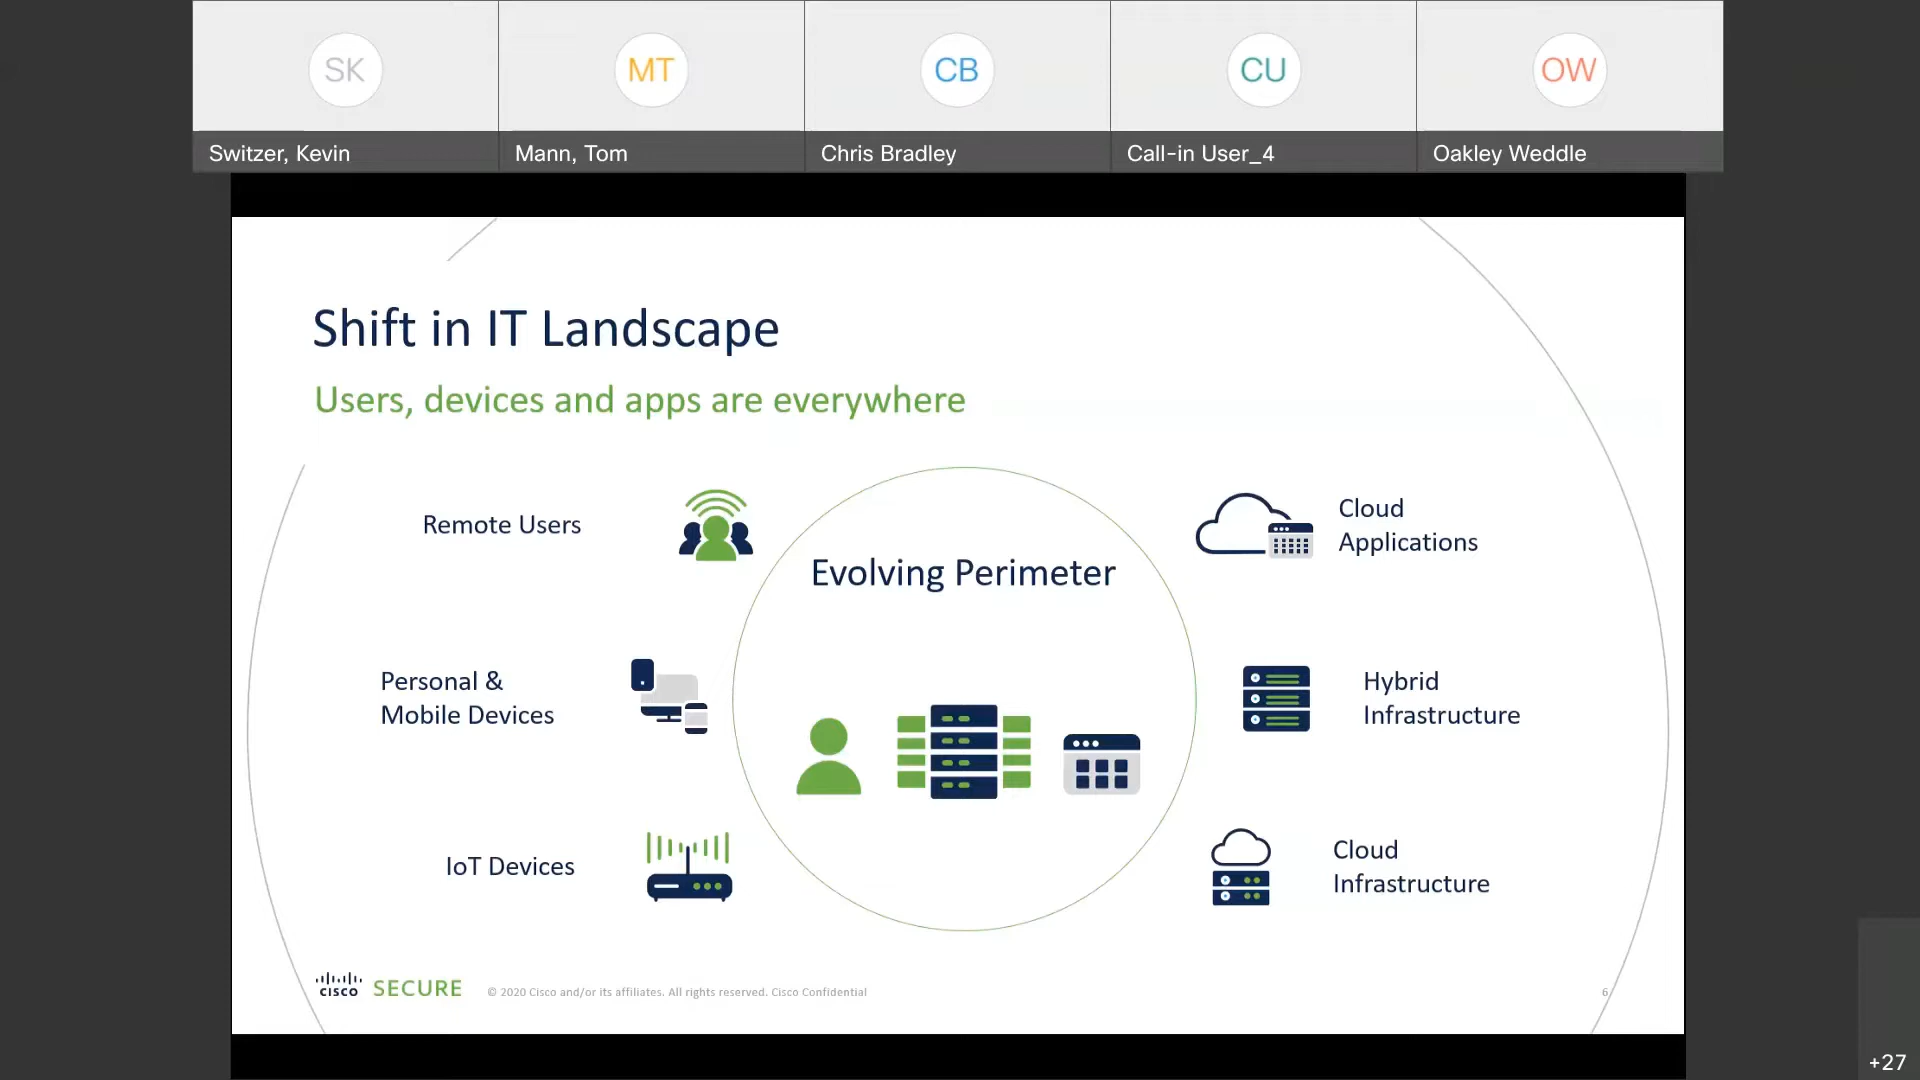 SK
MT
CB
CU
OW
Switzer, Kevin
Mann, Tom
Chris Bradley
Call-in User_4
Oakley Weddle
Shift in IT Landscape
Users, devices and apps are everywhere
Remote Users
Personal &
Mobile Devices
IoT Devices
Evolving Perimeter
Cloud
Applications
Hybrid
Infrastructure
Cloud
Infrastructure
CISCO SECURE
© 2020 Cisco and/or its affiliates. All rights reserved. Cisco Confidential
6
+27